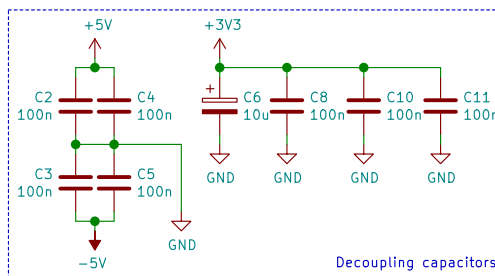 +5V
+3V3
C2
100n
C4
100n
+
C6
10u
C8
100n
C10
100n
C11
100n
C3
100n
C5
100n
GND
GND
GND
GND
GND
-5V
Decoupling capacitors